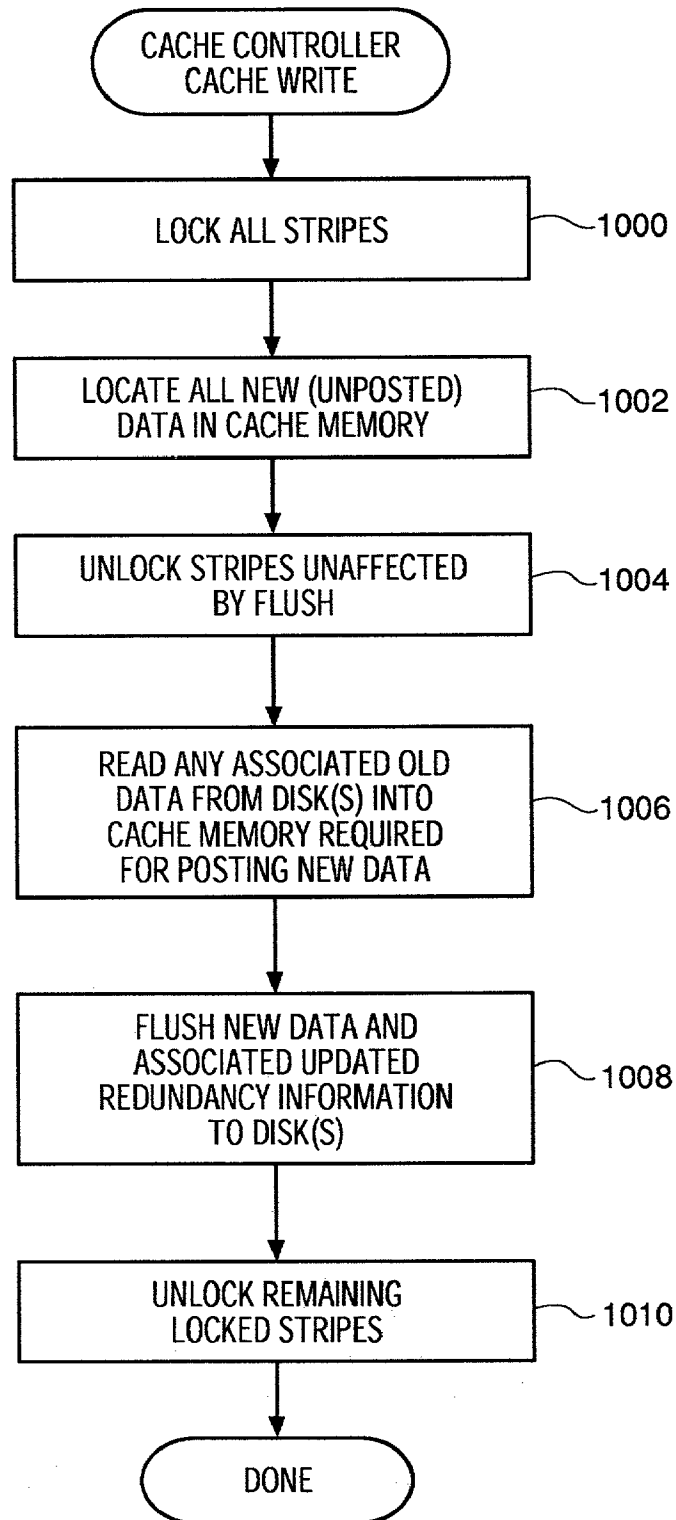 CACHE CONTROLLER
CACHE WRITE
LOCK ALL STRIPES
1000
LOCATE ALL NEW (UNPOSTED)
DATA IN CACHE MEMORY
1002
UNLOCK STRIPES UNAFFECTED
BY FLUSH
1004
READ ANY ASSOCIATED OLD
DATA FROM DISK(S) INTO
CACHE MEMORY REQUIRED
FOR POSTING NEW DATA
1006
FLUSH NEW DATA AND
ASSOCIATED UPDATED
REDUNDANCY INFORMATION
TO DISK(S)
1008
UNLOCK REMAINING
LOCKED STRIPES
1010
DONE